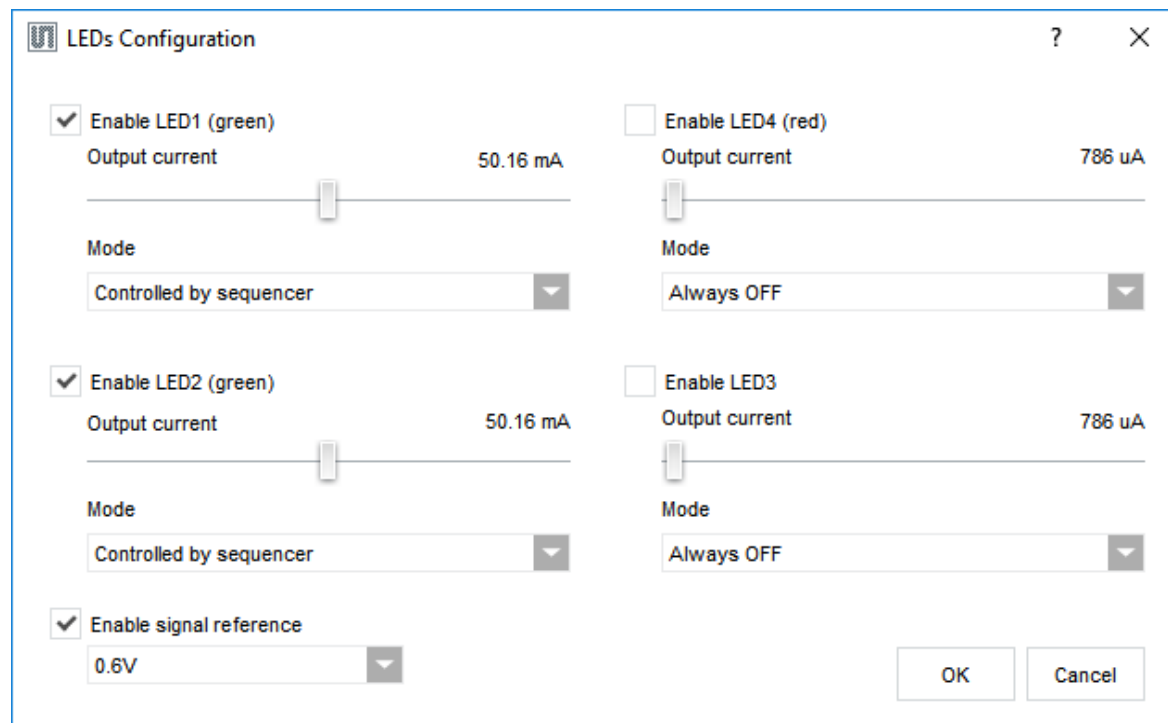 LEDs Configuration ?
Enable LED1 (green)
Output current 50.16 mA
Mode
Controlled by sequencer
Enable LED4 (red)
Output current 786 uA
Mode
Always OFF
Enable LED2 (green)
Output current 50.16 mA
Mode
Controlled by sequencer
Enable LED3
Output current 786 uA
Mode
Always OFF
Enable signal reference
0.6V
OK Cancel